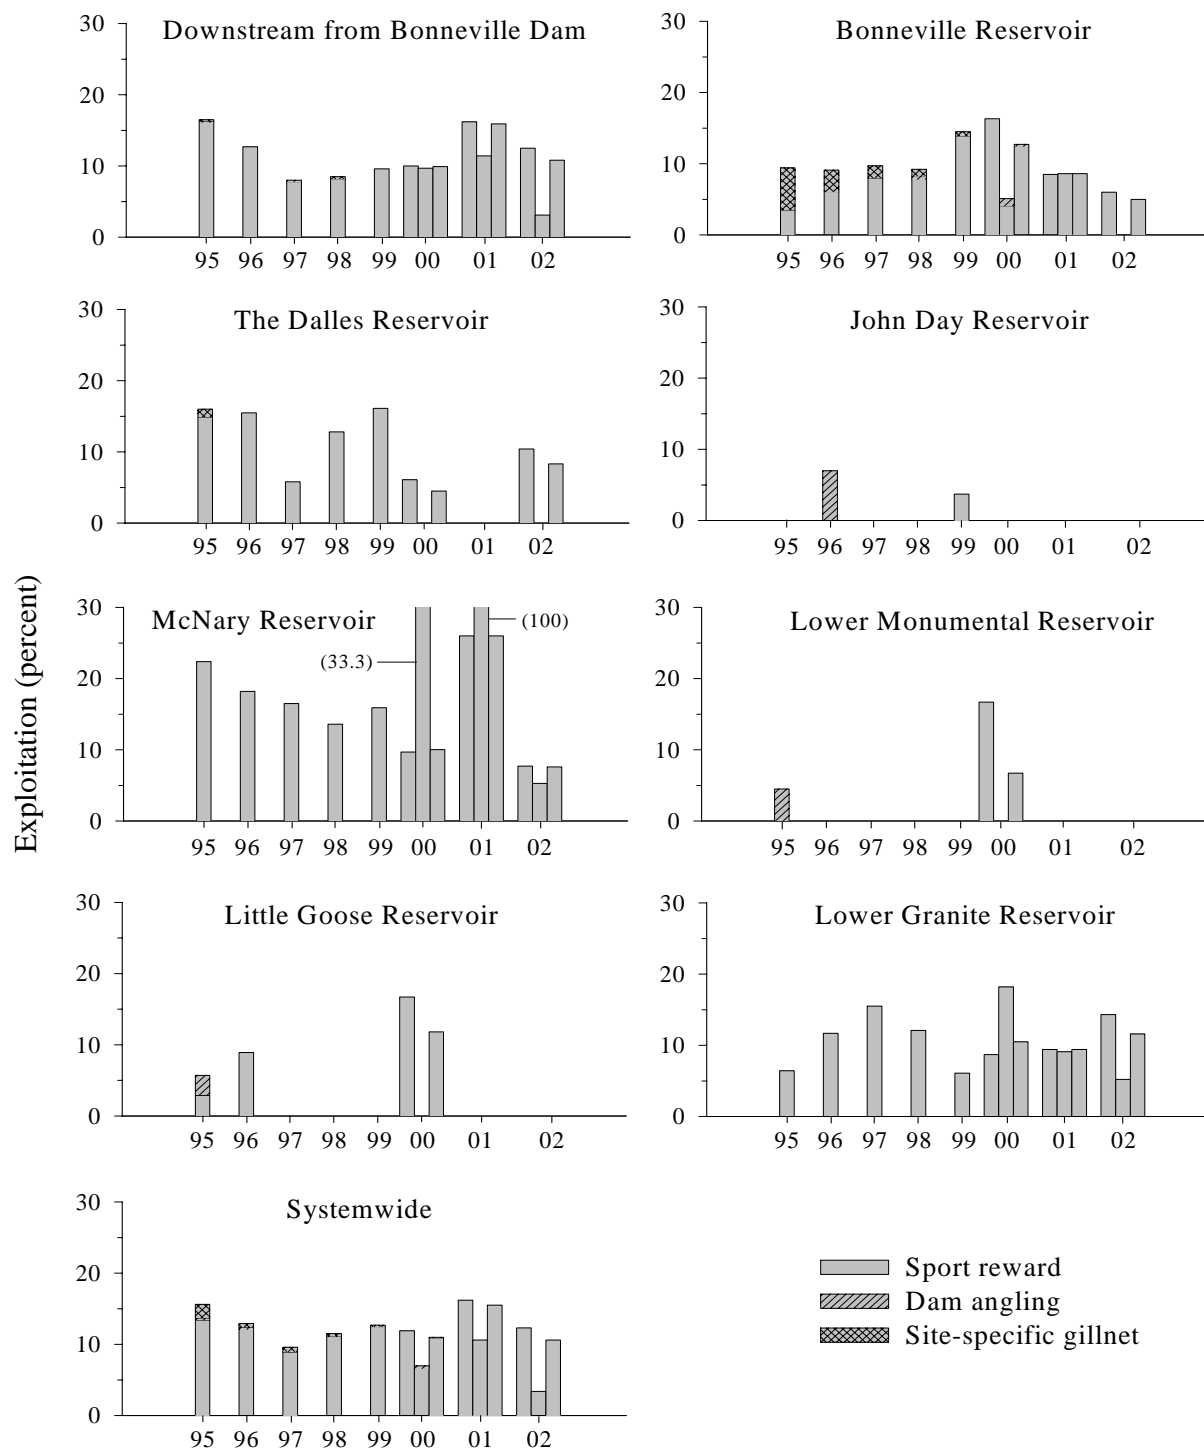 Exploitation (percent)
Downstream from Bonneville Dam
30
20
10
0
95 96 97 98 99 00 01 02
Bonneville Reservoir
30
20
10
0
95 96 97 98 99 00 01 02
The Dalles Reservoir
30
20
10
0
95 96 97 98 99 00 01 02
John Day Reservoir
30
20
10
0
95 96 97 98 99 00 01 02
McNary Reservoir
(33.3)
(100)
30
20
10
0
95 96 97 98 99 00 01 02
Lower Monumental Reservoir
30
20
10
0
95 96 97 98 99 00 01 02
Little Goose Reservoir
30
20
10
0
95 96 97 98 99 00 01 02
Lower Granite Reservoir
30
20
10
0
95 96 97 98 99 00 01 02
Systemwide
30
20
10
0
95 96 97 98 99 00 01 02
Sport reward
Dam angling
Site-specific gillnet